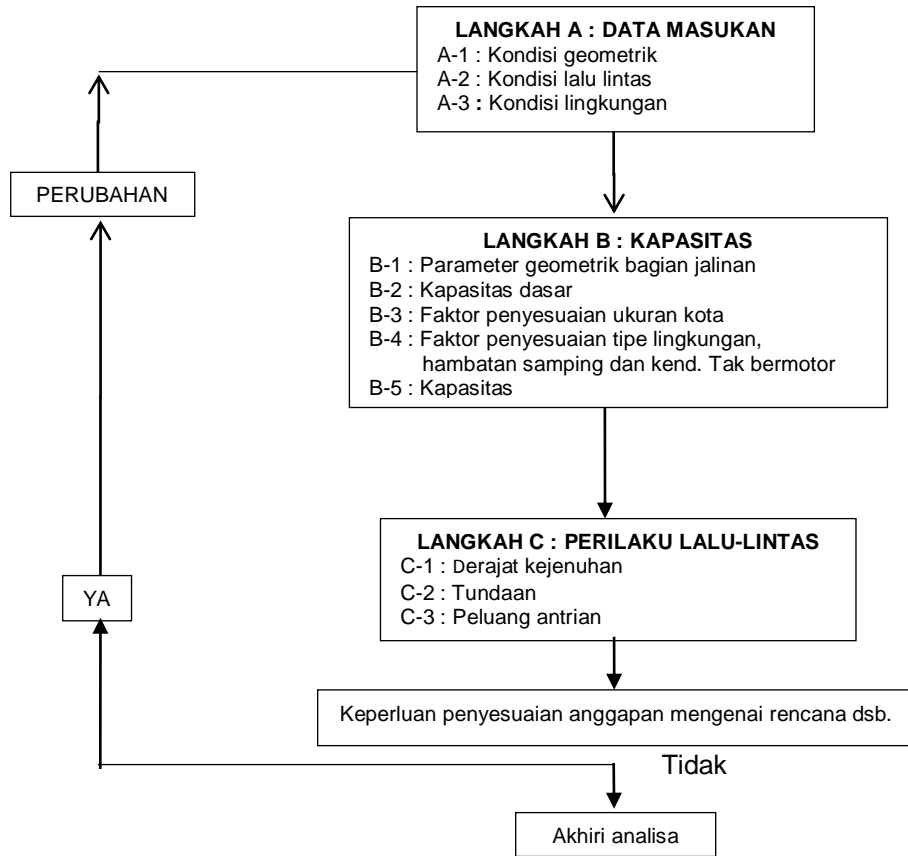 LANGKAH A : DATA MASUKAN
A-1 : Kondisi geometrik
A-2 : Kondisi lalu lintas
A-3 : Kondisi lingkungan
PERUBAHAN
LANGKAH B : KAPASITAS
B-1 : Parameter geometrik bagian jalinan
B-2 : Kapasitas dasar
B-3 : Faktor penyesuaian ukuran kota
B-4 : Faktor penyesuaian tipe lingkungan,
hambatan samping dan kend. Tak bermotor
B-5 : Kapasitas
LANGKAH C : PERILAKU LALU-LINTAS
C-1 : Derajat kejenuhan
C-2 : Tundaan
C-3 : Peluang antrian
YA
Keperluan penyesuaian anggapan mengenai rencana dsb.
Tidak
Akhiri analisa